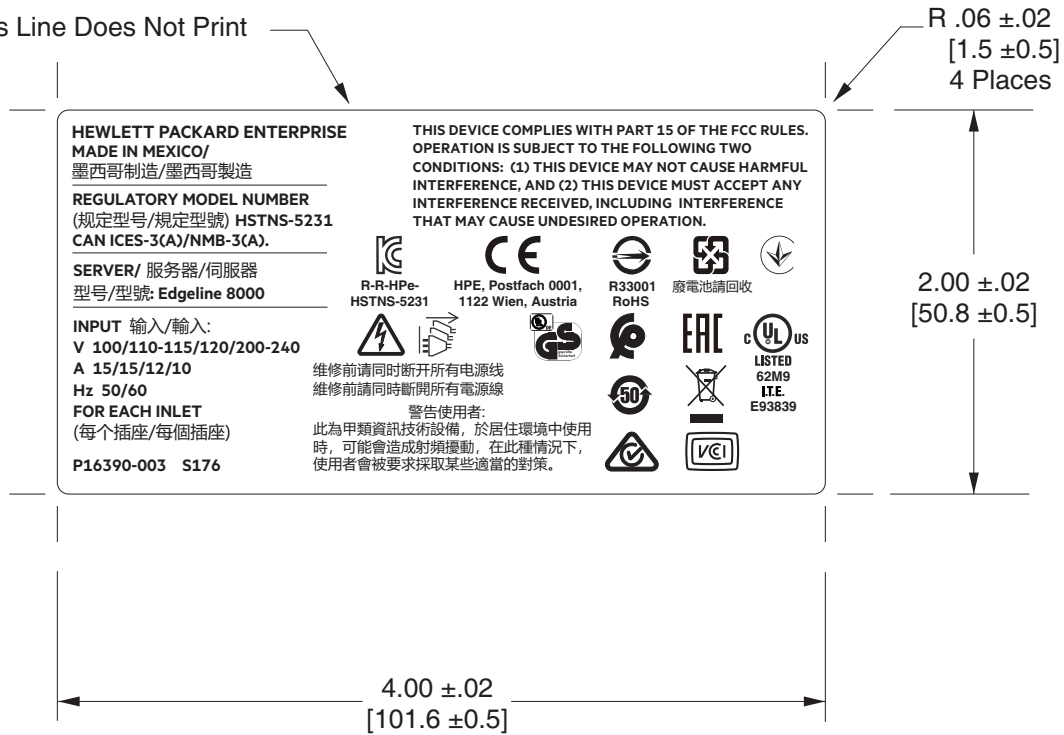 s Line Does Not Print
R .06 ±.02
[1.5 ±0.5]
4 Places
HEWLETT PACKARD ENTERPRISE
MADE IN MEXICO/
墨西哥制造/墨西哥製造
REGULATORY MODEL NUMBER
(规定型号/規定型號) HSTNS-5231
CAN ICES-3(A)/NMB-3(A).
SERVER/ 服务器/伺服器
型号/型號: Edgeline 8000
INPUT 输入/輸入:
V 100/110-115/120/200-240
A 15/15/12/10
Hz 50/60
FOR EACH INLET
(每个插座/每個插座)
P16390-003 S176
THIS DEVICE COMPLIES WITH PART 15 OF THE FCC RULES.
OPERATION IS SUBJECT TO THE FOLLOWING TWO
CONDITIONS: (1) THIS DEVICE MAY NOT CAUSE HARMFUL
INTERFERENCE, AND (2) THIS DEVICE MUST ACCEPT ANY
INTERFERENCE RECEIVED, INCLUDING INTERFERENCE
THAT MAY CAUSE UNDESIRED OPERATION.
R-R-HPe-
HSTNS-5231
CE
HPE, Postfach 0001,
1122 Wien, Austria
R33001
RoHS
廢電池請回收
维修前请同时断开所有电源线
維修前請同時斷開所有電源線
GS
EAC
c UL US
LISTED
62M9
I.T.E.
E93839
50
VCI
警告使用者:
此為甲類資訊技術設備，於居住環境中使用
時，可能會造成射頻擾動，在此種情況下，
使用者會被要求採取某些適當的對策。
2.00 ±.02
[50.8 ±0.5]
4.00 ±.02
[101.6 ±0.5]